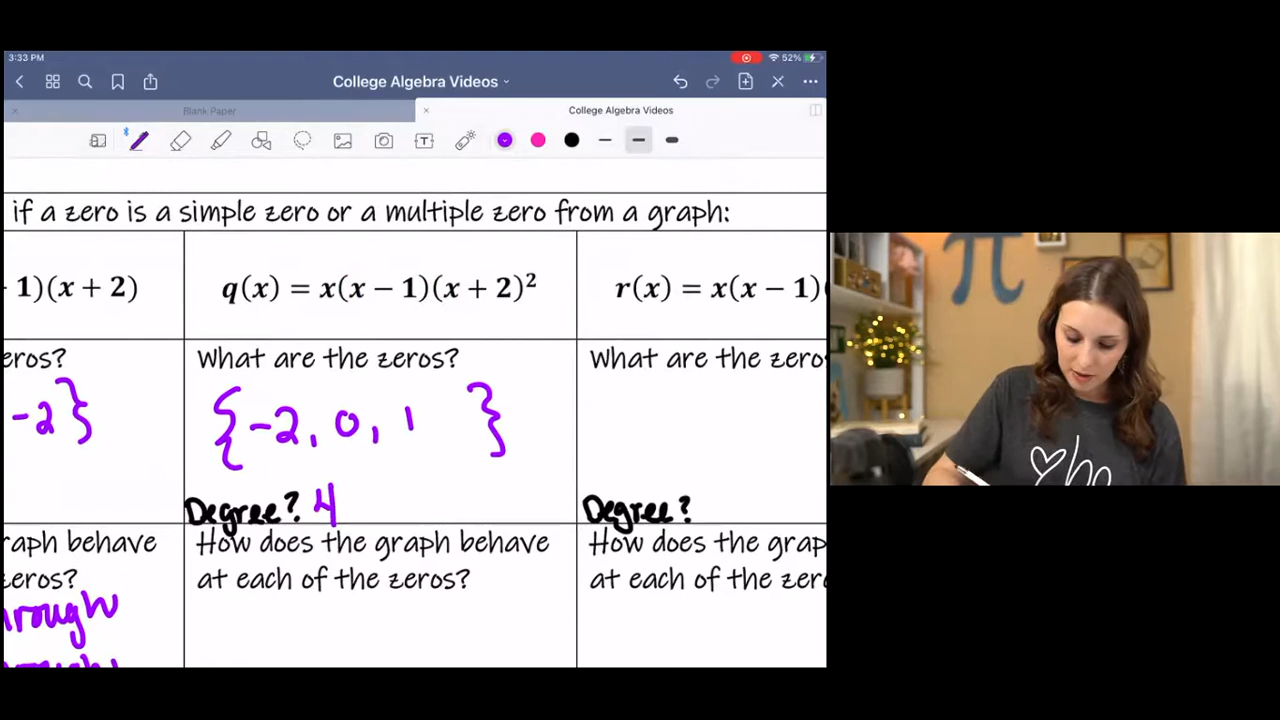 3:33 PM
52%
College Algebra Videos
Blank Paper
College Algebra Videos
if a zero is a simple zero or a multiple zero from a graph:
1)(x + 2)
q(x) = x(x − 1)(x + 2)²
r(x) = x(x − 1)(
eros?
What are the zeros?
What are the zero
-2}
{-2, 0, 1 }
Degree? 4
Degree?
raph behave
How does the graph behave
How does the grap
zeros?
at each of the zeros?
at each of the zer
hrough